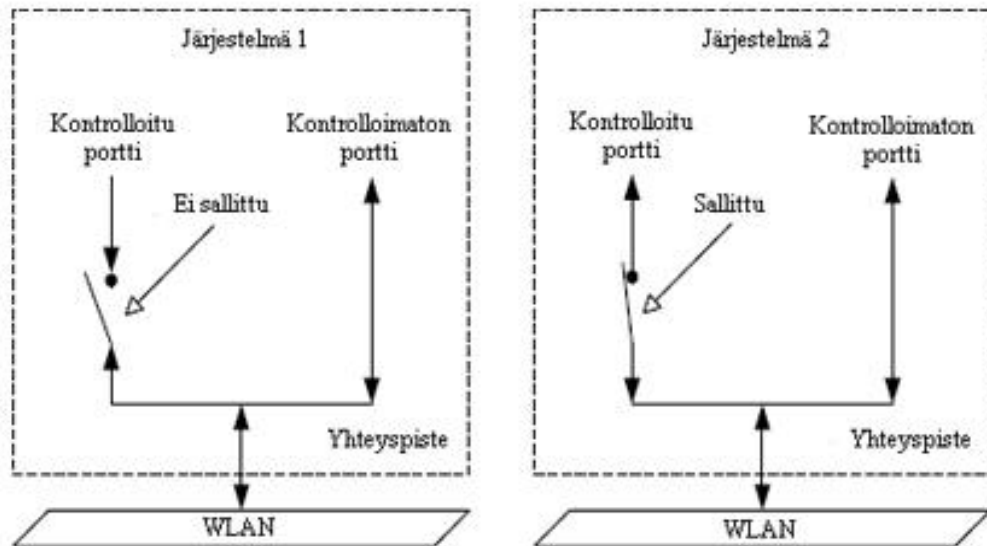 Järjestelmä 1
Kontrolloitu
portti
Kontrolloimaton
portti
Ei sallittu
Yhteyspiste
WLAN
Järjestelmä 2
Kontrolloitu
portti
Kontrolloimaton
portti
Sallittu
Yhteyspiste
WLAN